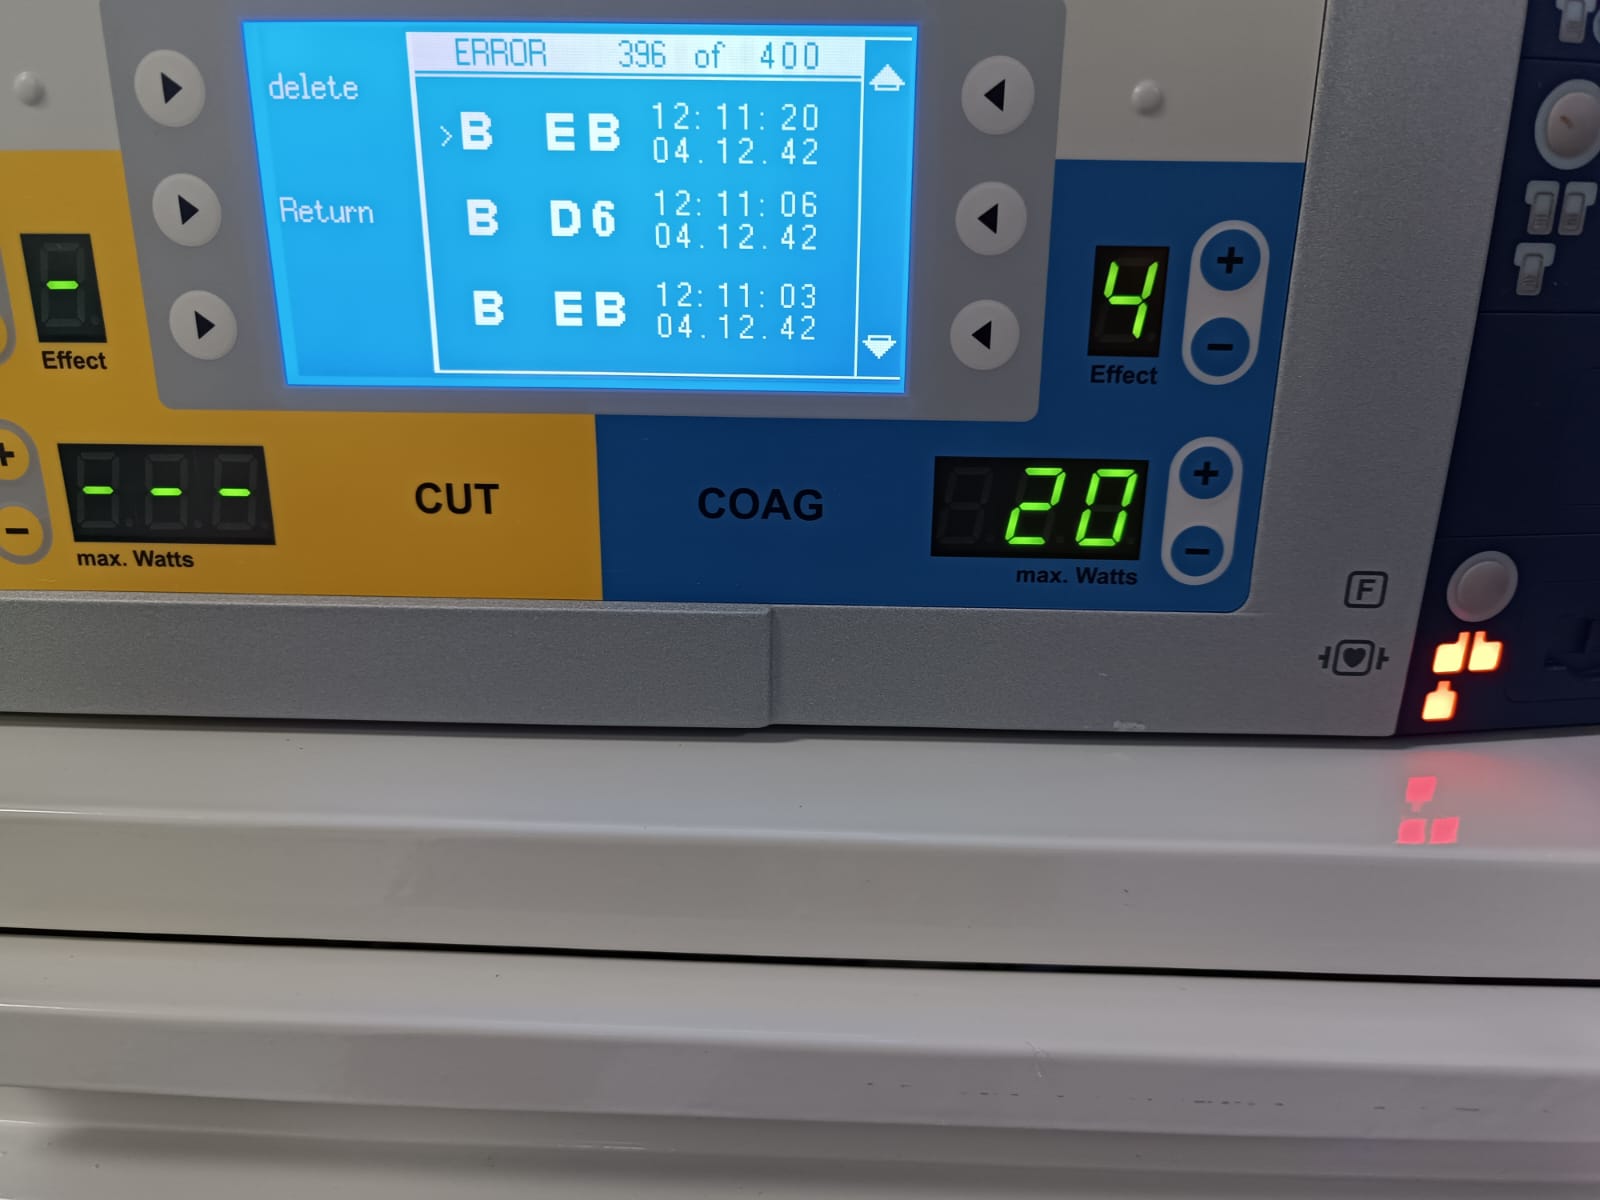 ERROR 396 of 400
delete
>B EB 12:11:20
04.12.42
Return
B D6 12:11:06
04.12.42
B EB 12:11:03
04.12.42
-
Effect
4
+
-
Effect
+
-
---
max. Watts
CUT
COAG
20
+
-
max. Watts
F